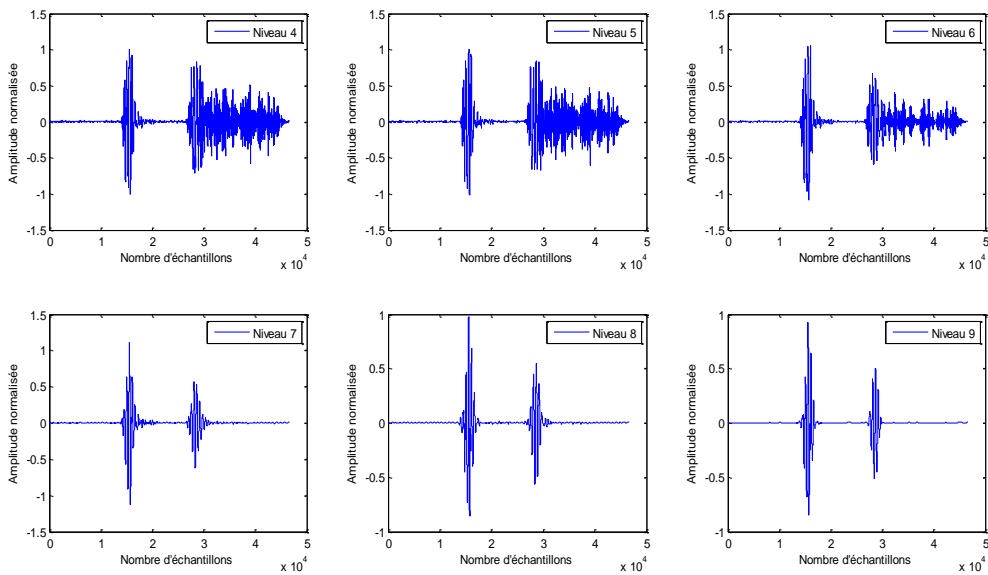 1.5
1
0.5
0
-0.5
-1
-1.5
Amplitude normalisée
Niveau 4
0 1 2 3 4 5
Nombre d'échantillons
x 10^4
1.5
1
0.5
0
-0.5
-1
-1.5
Amplitude normalisée
Niveau 5
0 1 2 3 4 5
Nombre d'échantillons
x 10^4
1.5
1
0.5
0
-0.5
-1
-1.5
Amplitude normalisée
Niveau 6
0 1 2 3 4 5
Nombre d'échantillons
x 10^4
1.5
1
0.5
0
-0.5
-1
-1.5
Amplitude normalisée
Niveau 7
0 1 2 3 4 5
Nombre d'échantillons
x 10^4
1
0.5
0
-0.5
-1
Amplitude normalisée
Niveau 8
0 1 2 3 4 5
Nombre d'échantillons
x 10^4
1
0.5
0
-0.5
-1
Amplitude normalisée
Niveau 9
0 1 2 3 4 5
Nombre d'échantillons
x 10^4